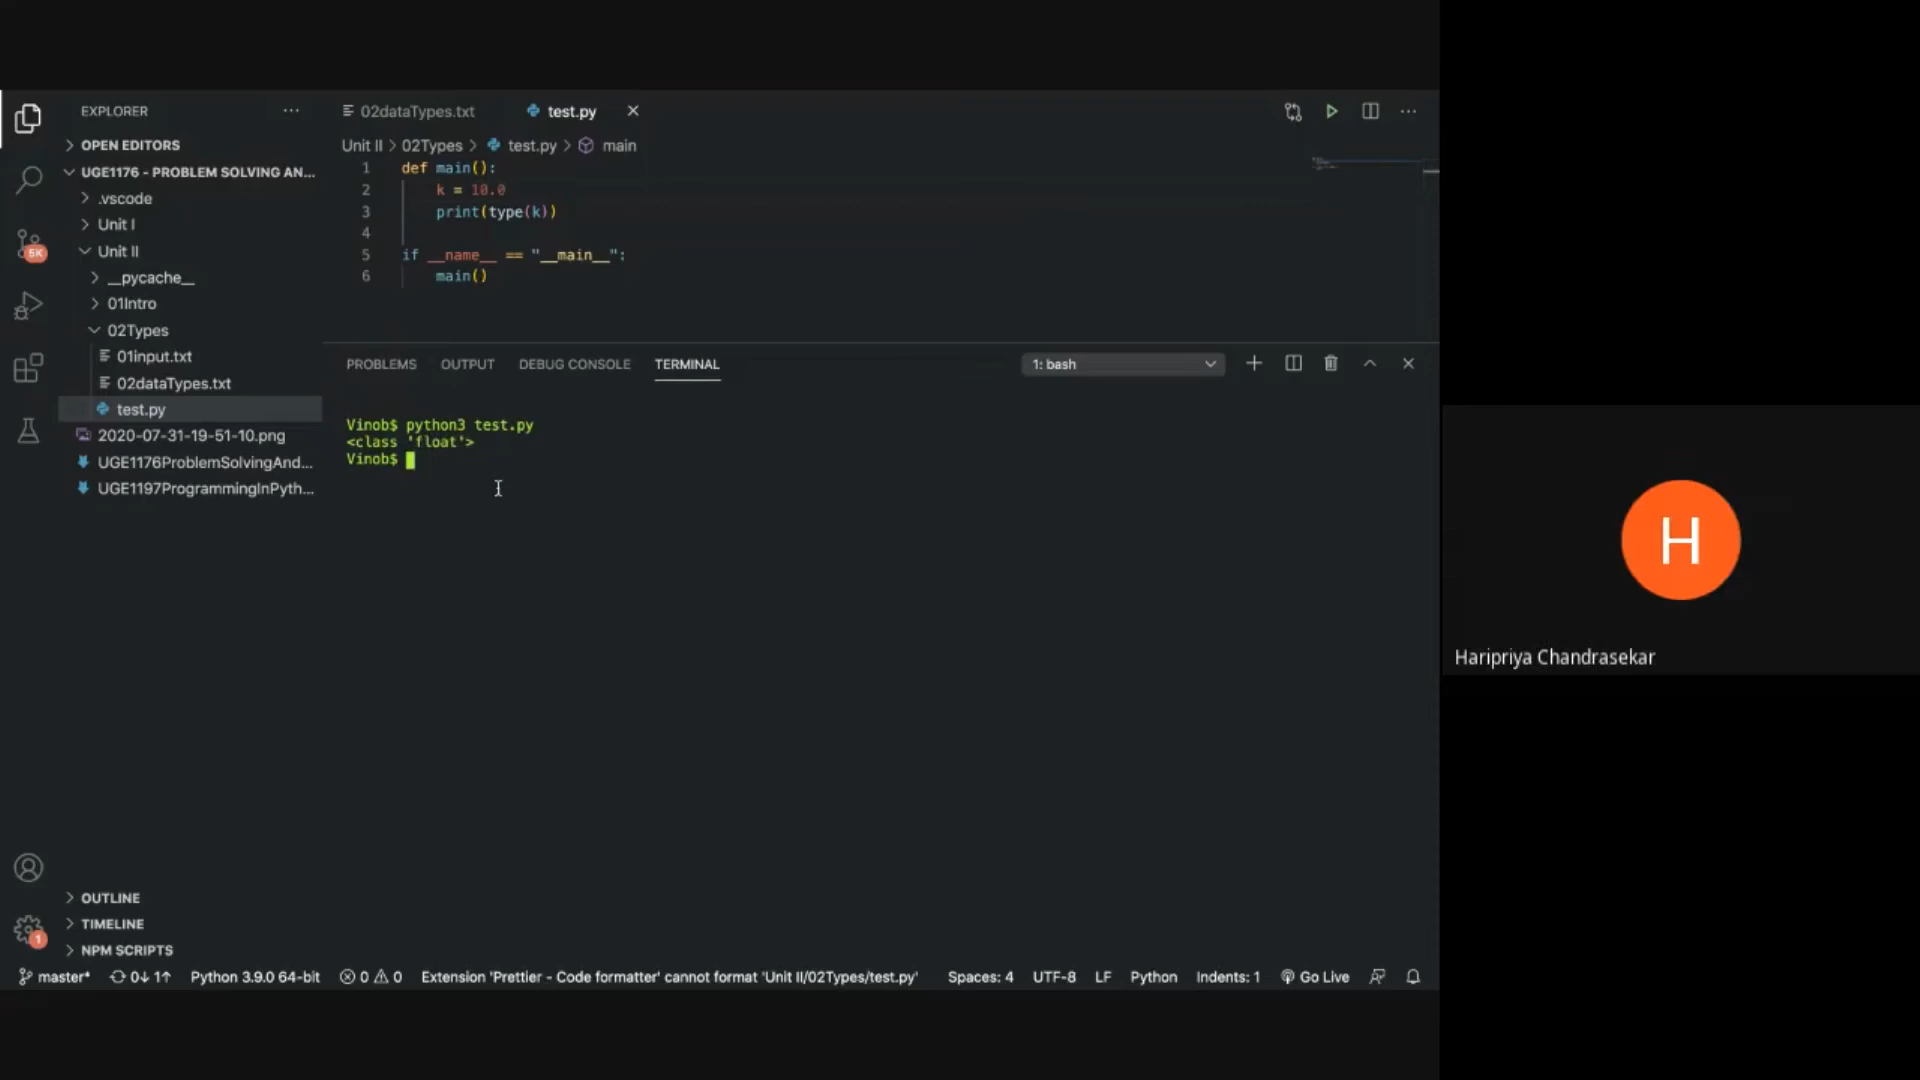 EXPLORER
···
02dataTypes.txt
test.py
OPEN EDITORS
Unit II > 02Types > test.py > main
UGE1176 - PROBLEM SOLVING AN...
1 def main():
.vscode
2 k = 10.0
Unit I
3 print(type(k))
4
5K
Unit II
5 if __name__ == "__main__":
__pycache__
6 main()
01Intro
02Types
01input.txt
PROBLEMS OUTPUT DEBUG CONSOLE TERMINAL
1: bash
02dataTypes.txt
test.py
Vinob$ python3 test.py
2020-07-31-19-51-10.png
<class 'float'>
UGE1176ProblemSolvingAnd...
Vinob$
UGE1197ProgrammingInPyth...
H
Haripriya Chandrasekar
OUTLINE
TIMELINE
1
NPM SCRIPTS
master* 0↓ 1↑ Python 3.9.0 64-bit 0 0 Extension 'Prettier - Code formatter' cannot format 'Unit II/02Types/test.py' Spaces: 4 UTF-8 LF Python Indents: 1 Go Live